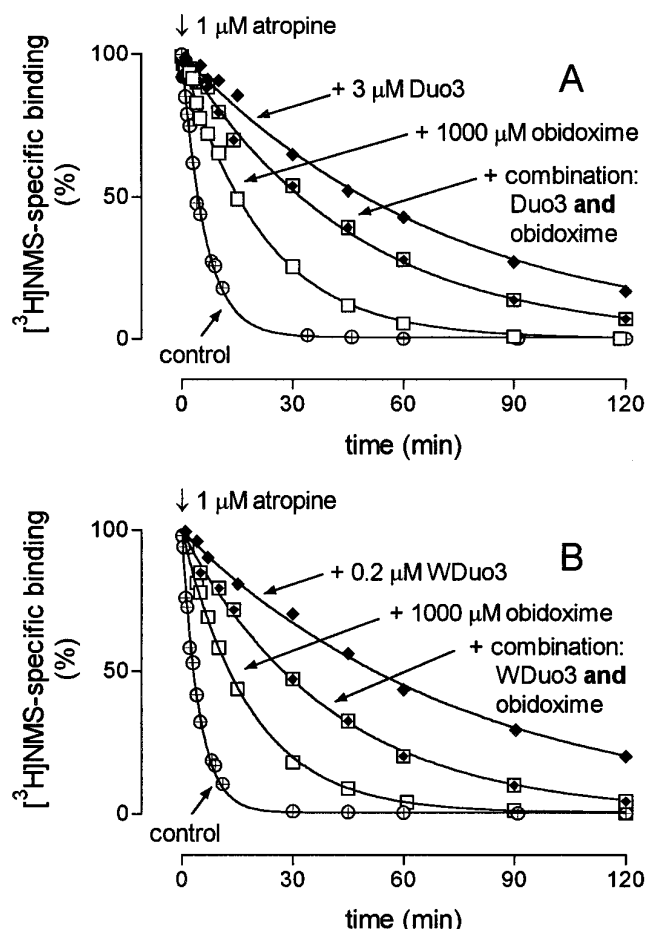 ↓ 1 μM atropine
A
100
50
0
[³H]NMS-specific binding
(%)
+ 3 μM Duo3
+ 1000 μM obidoxime
+ combination:
Duo3 and
obidoxime
control
0 30 60 90 120
time (min)
↓ 1 μM atropine
B
100
50
0
[³H]NMS-specific binding
(%)
+ 0.2 μM WDuo3
+ 1000 μM obidoxime
+ combination:
WDuo3 and
obidoxime
control
0 30 60 90 120
time (min)